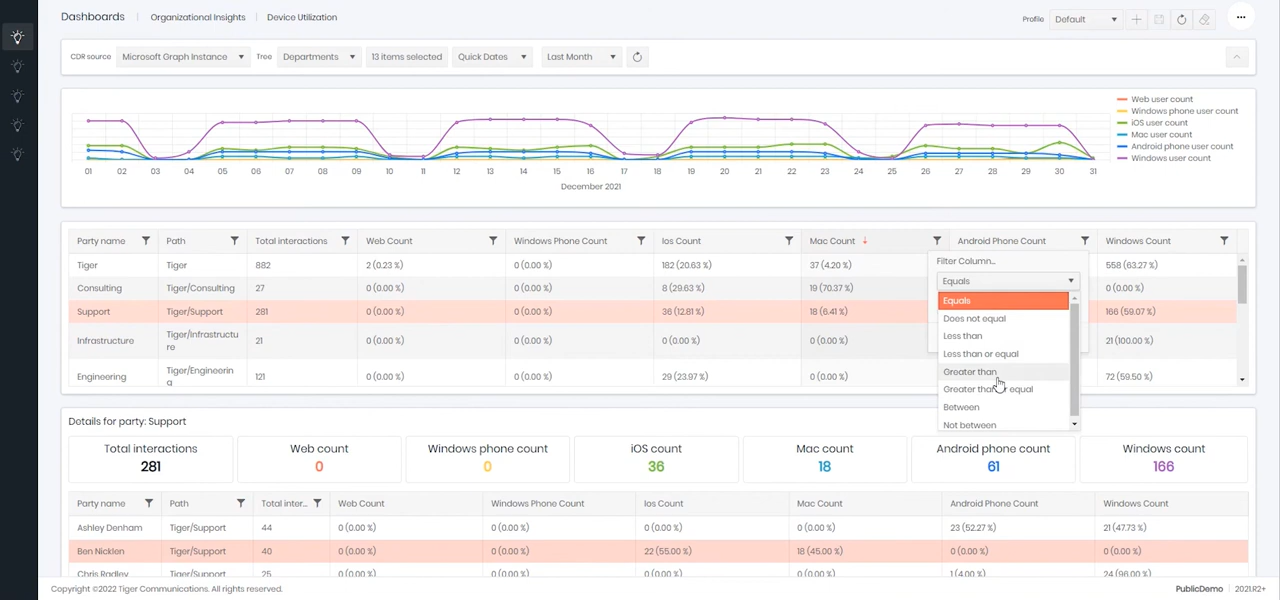 Dashboards Organizational Insights Device Utilization
Profile Default
CDR source Microsoft Graph Instance Tree Departments 13 items selected Quick Dates Last Month
Web user count
Windows phone user count
iOS user count
Mac user count
Android phone user count
Windows user count
01 02 03 04 05 06 07 08 09 10 11 12 13 14 15 16 17 18 19 20 21 22 23 24 25 26 27 28 29 30 31
December 2021
Party name Path Total interactions Web Count Windows Phone Count Ios Count Mac Count Android Phone Count Windows Count
Tiger Tiger 882 2 (0.23 %) 0 (0.00 %) 182 (20.63 %) 37 (4.20 %) 558 (63.27 %)
Consulting Tiger/Consulting 27 0 (0.00 %) 0 (0.00 %) 8 (29.63 %) 19 (70.37 %) 0 (0.00 %)
Support Tiger/Support 281 0 (0.00 %) 0 (0.00 %) 36 (12.81 %) 18 (6.41 %) 166 (59.07 %)
Infrastructure Tiger/Infrastructu
re 21 0 (0.00 %) 0 (0.00 %) 0 (0.00 %) 0 (0.00 %) 21 (100.00 %)
Engineering Tiger/Engineerin
g 121 0 (0.00 %) 0 (0.00 %) 29 (23.97 %) 0 (0.00 %) 72 (59.50 %)
Filter Column...
Equals
Equals
Does not equal
Less than
Less than or equal
Greater than
Greater than or equal
Between
Not between
Details for party: Support
Total interactions Web count Windows phone count iOS count Mac count Android phone count Windows count
281 0 0 36 18 61 166
Party name Path Total inter... Web Count Windows Phone Count Ios Count Mac Count Android Phone Count Windows Count
Ashley Denham Tiger/Support 44 0 (0.00 %) 0 (0.00 %) 0 (0.00 %) 0 (0.00 %) 23 (52.27 %) 21 (47.73 %)
Ben Nicklen Tiger/Support 40 0 (0.00 %) 0 (0.00 %) 22 (55.00 %) 18 (45.00 %) 0 (0.00 %) 0 (0.00 %)
Chris Radley Tiger/Support 25 0 (0.00 %) 0 (0.00 %) 0 (0.00 %) 0 (0.00 %) 1 (4.00 %) 24 (96.00 %)
Copyright ©2022 Tiger Communications. All rights reserved. PublicDemo 2021.R2+